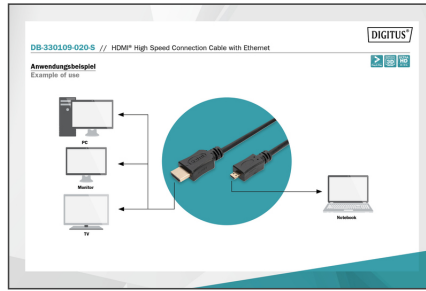 DIGITUS®
DB-330109-020-S // HDMI® High Speed Connection Cable with Ethernet
Anwendungsbeispiel
Example of use
PC
Monitor
TV
Notebook